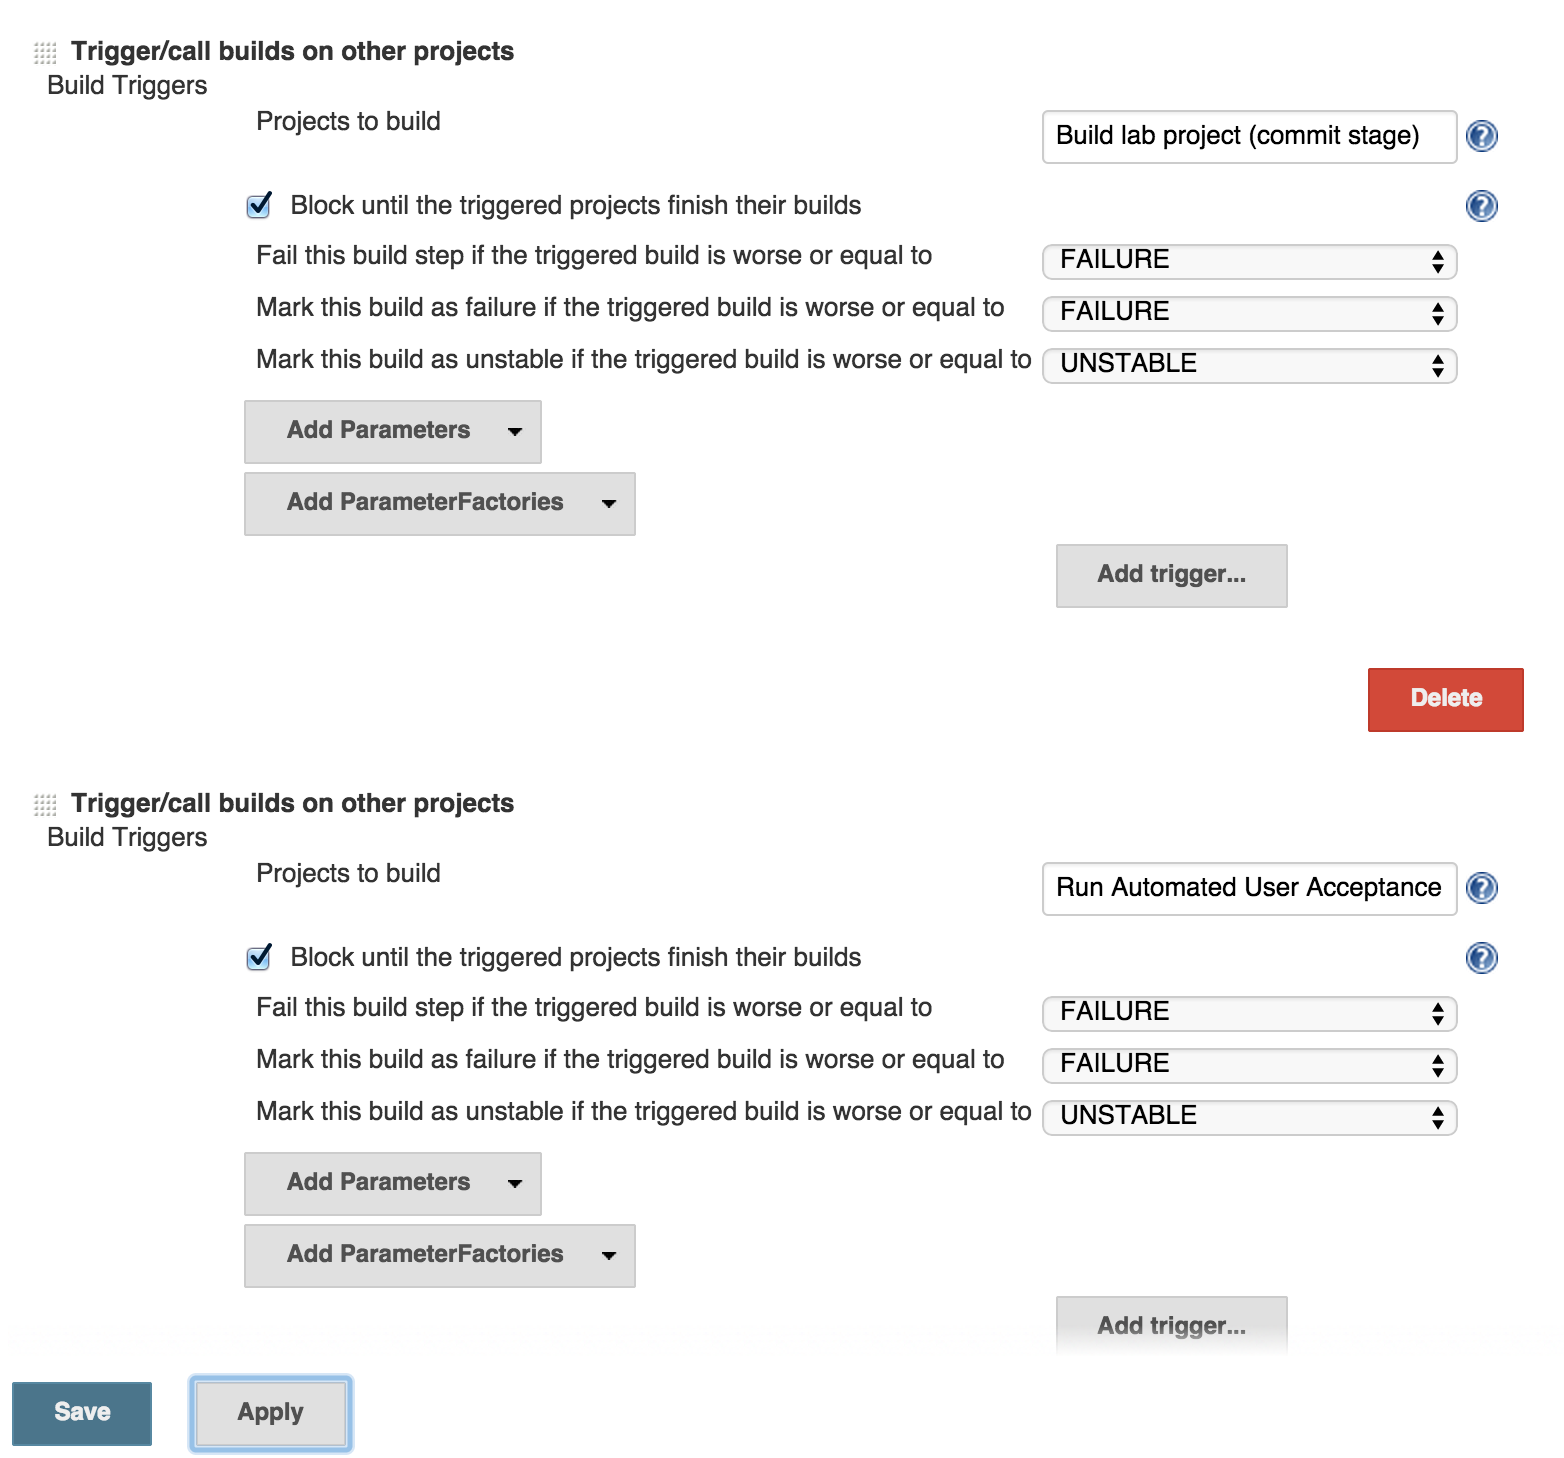 Trigger/call builds on other projects
Build Triggers
Projects to build
Build lab project (commit stage)
?
Block until the triggered projects finish their builds
?
Fail this build step if the triggered build is worse or equal to
FAILURE
Mark this build as failure if the triggered build is worse or equal to
FAILURE
Mark this build as unstable if the triggered build is worse or equal to
UNSTABLE
Add Parameters
Add ParameterFactories
Add trigger...
Delete
Trigger/call builds on other projects
Build Triggers
Projects to build
Run Automated User Acceptance
?
Block until the triggered projects finish their builds
?
Fail this build step if the triggered build is worse or equal to
FAILURE
Mark this build as failure if the triggered build is worse or equal to
FAILURE
Mark this build as unstable if the triggered build is worse or equal to
UNSTABLE
Add Parameters
Add ParameterFactories
Add trigger...
Save
Apply